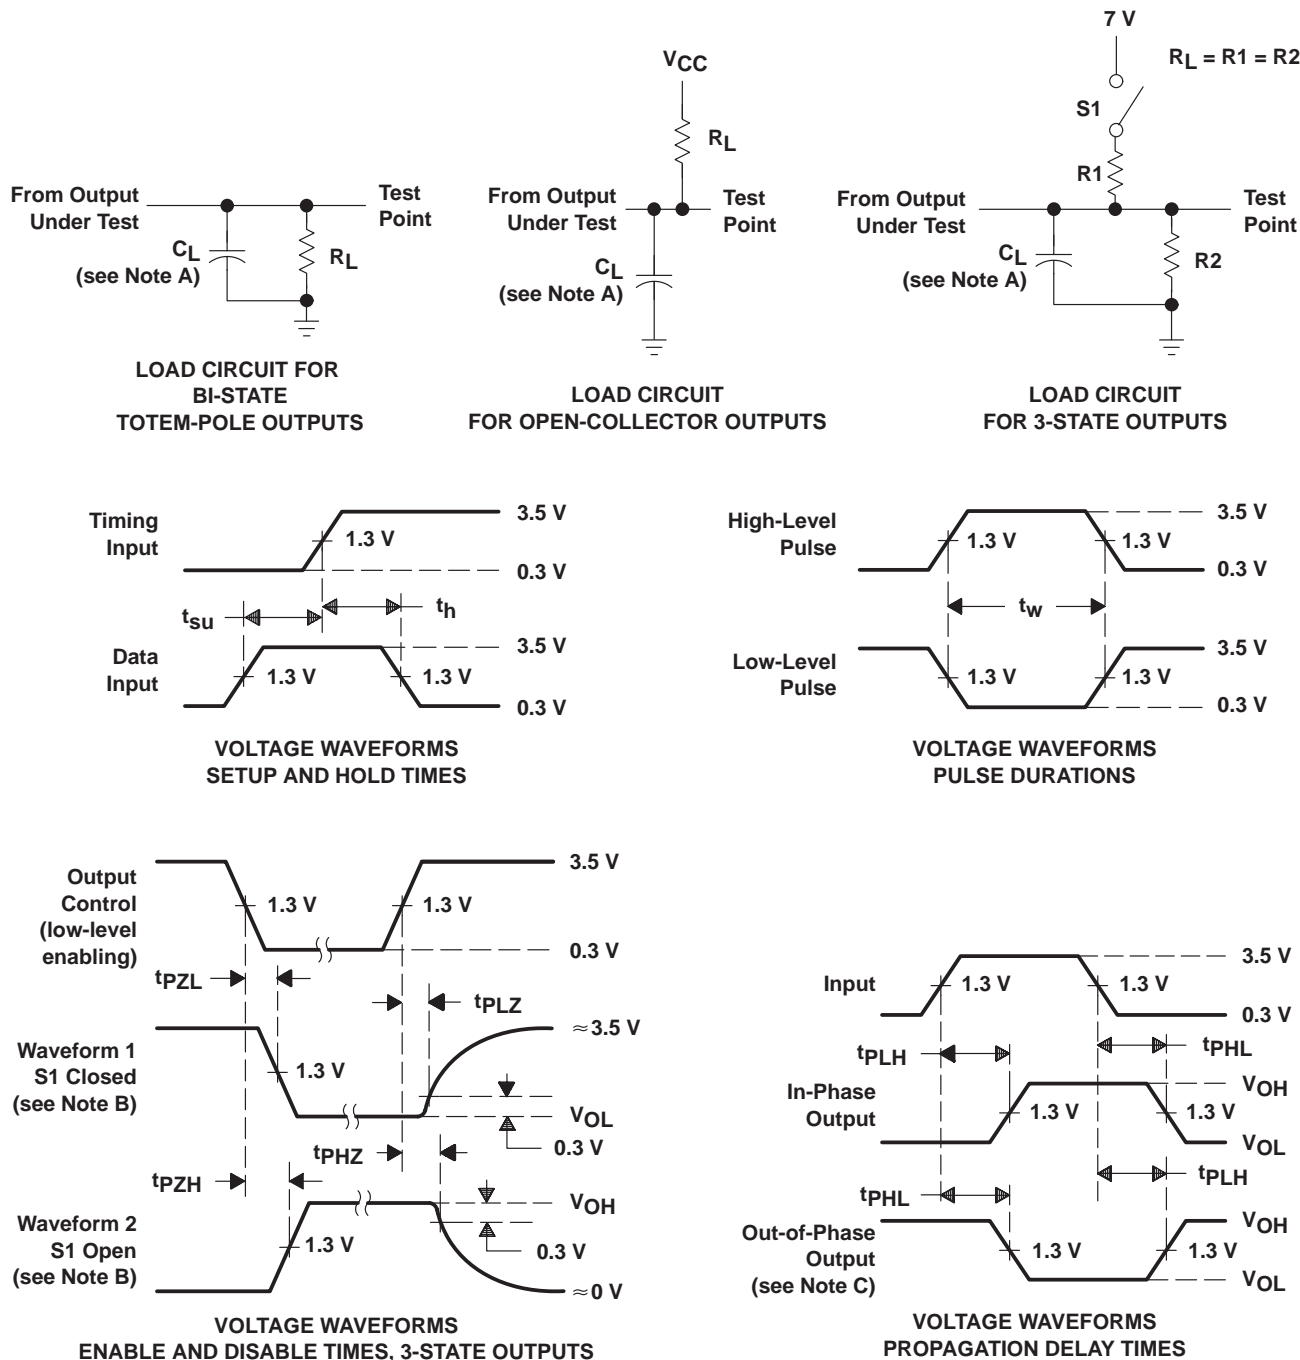 From Output
Under Test
Test
Point
CL
(see Note A)
RL
LOAD CIRCUIT FOR
BI-STATE
TOTEM-POLE OUTPUTS
VCC
RL
From Output
Under Test
Test
Point
CL
(see Note A)
LOAD CIRCUIT
FOR OPEN-COLLECTOR OUTPUTS
7 V
RL = R1 = R2
S1
R1
From Output
Under Test
Test
Point
CL
(see Note A)
R2
LOAD CIRCUIT
FOR 3-STATE OUTPUTS
Timing
Input
3.5 V
1.3 V
0.3 V
tsu
th
Data
Input
3.5 V
1.3 V
1.3 V
0.3 V
VOLTAGE WAVEFORMS
SETUP AND HOLD TIMES
High-Level
Pulse
3.5 V
1.3 V
1.3 V
0.3 V
tw
Low-Level
Pulse
3.5 V
1.3 V
1.3 V
0.3 V
VOLTAGE WAVEFORMS
PULSE DURATIONS
Output
Control
(low-level
enabling)
3.5 V
1.3 V
1.3 V
0.3 V
tPZL
tPLZ
Waveform 1
S1 Closed
(see Note B)
≈3.5 V
1.3 V
VOL
0.3 V
tPHZ
tPZH
Waveform 2
S1 Open
(see Note B)
VOH
1.3 V
0.3 V
≈0 V
VOLTAGE WAVEFORMS
ENABLE AND DISABLE TIMES, 3-STATE OUTPUTS
Input
3.5 V
1.3 V
1.3 V
0.3 V
tPLH
tPHL
In-Phase
Output
VOH
1.3 V
1.3 V
VOL
tPHL
tPLH
Out-of-Phase
Output
(see Note C)
VOH
1.3 V
1.3 V
VOL
VOLTAGE WAVEFORMS
PROPAGATION DELAY TIMES